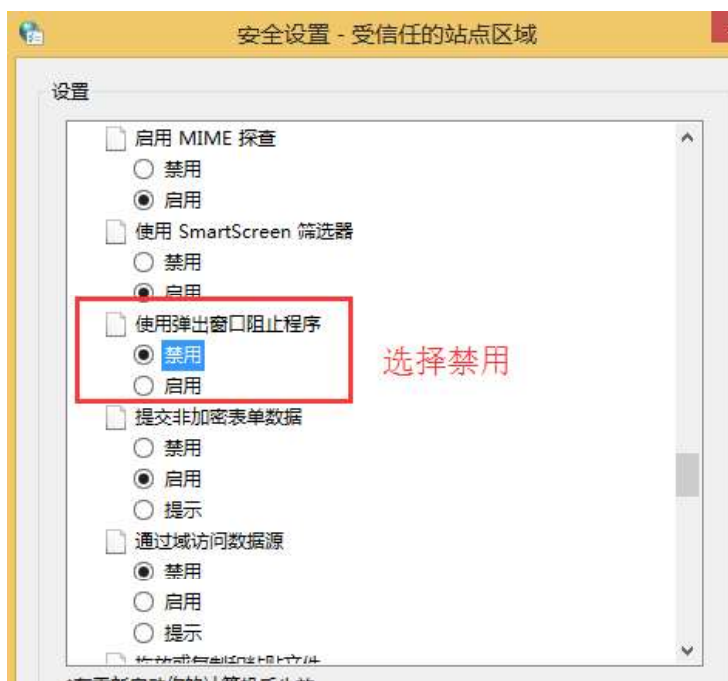 安全设置 - 受信任的站点区域
设置
启用 MIME 探查
禁用
启用
使用 SmartScreen 筛选器
禁用
启用
使用弹出窗口阻止程序
禁用
选择禁用
启用
提交非加密表单数据
禁用
启用
提示
通过域访问数据源
禁用
启用
提示